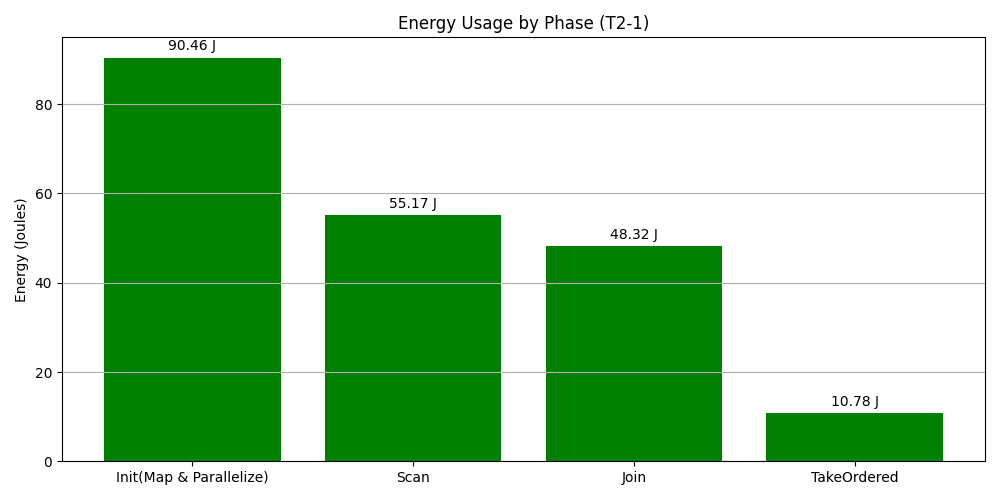 Energy Usage by Phase (T2-1)
Energy (Joules)
80
60
40
20
0
90.46 J
55.17 J
48.32 J
10.78 J
Init(Map & Parallelize)
Scan
Join
TakeOrdered